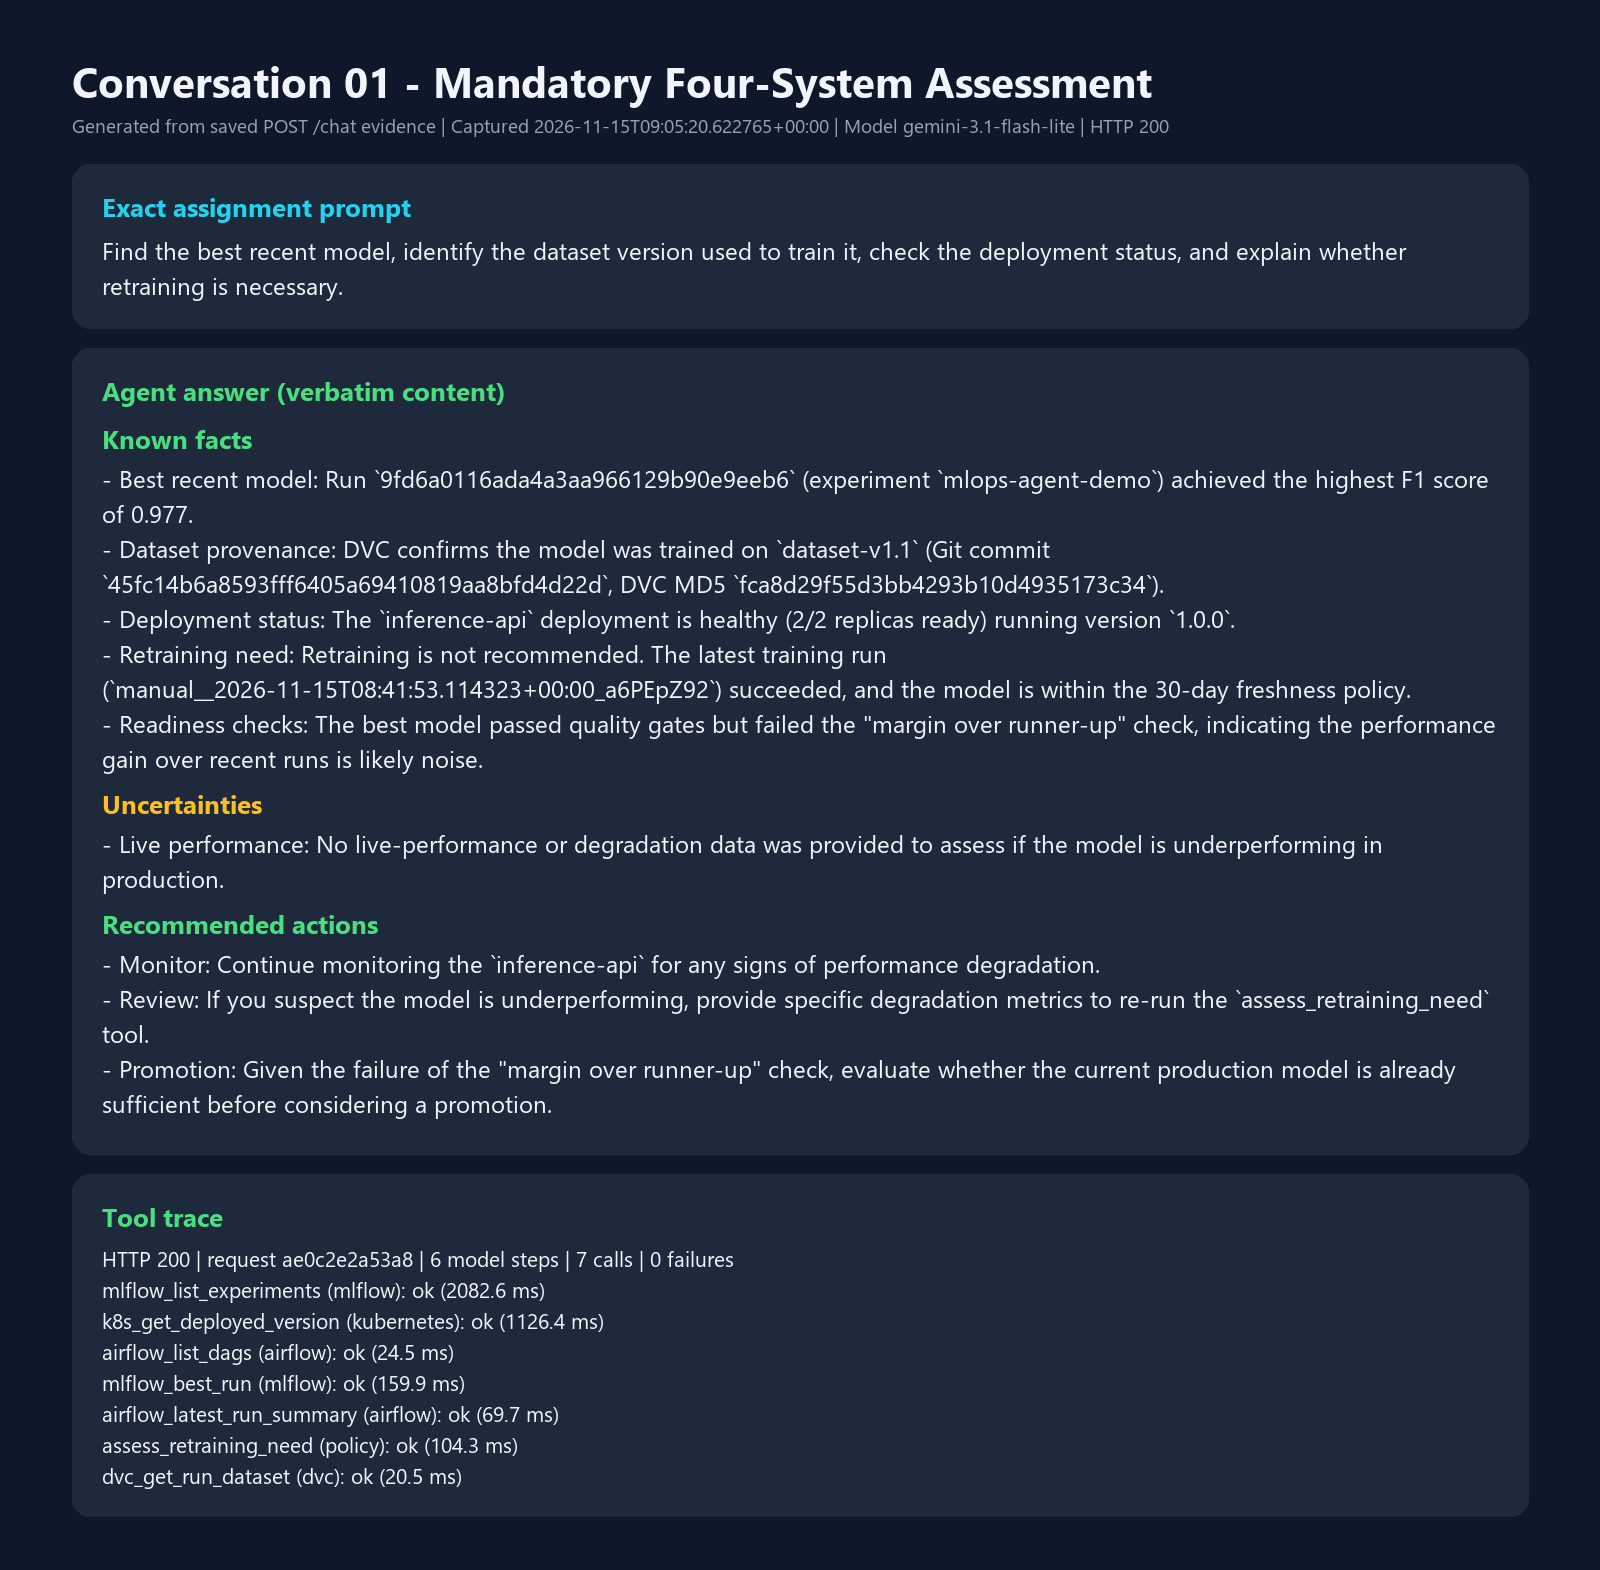 Conversation 01 - Mandatory Four-System Assessment
Generated from saved POST /chat evidence | Captured 2026-11-15T09:05:20.622765+00:00 | Model gemini-3.1-flash-lite | HTTP 200
Exact assignment prompt
Find the best recent model, identify the dataset version used to train it, check the deployment status, and explain whether
retraining is necessary.
Agent answer (verbatim content)
Known facts
- Best recent model: Run `9fd6a0116ada4a3aa966129b90e9eeb6` (experiment `mlops-agent-demo`) achieved the highest F1 score
of 0.977.
- Dataset provenance: DVC confirms the model was trained on `dataset-v1.1` (Git commit
`45fc14b6a8593fff6405a69410819aa8bfd4d22d`, DVC MD5 `fca8d29f55d3bb4293b10d4935173c34`).
- Deployment status: The `inference-api` deployment is healthy (2/2 replicas ready) running version `1.0.0`.
- Retraining need: Retraining is not recommended. The latest training run
(`manual__2026-11-15T08:41:53.114323+00:00_a6PEpZ92`) succeeded, and the model is within the 30-day freshness policy.
- Readiness checks: The best model passed quality gates but failed the "margin over runner-up" check, indicating the performance
gain over recent runs is likely noise.
Uncertainties
- Live performance: No live-performance or degradation data was provided to assess if the model is underperforming in
production.
Recommended actions
- Monitor: Continue monitoring the `inference-api` for any signs of performance degradation.
- Review: If you suspect the model is underperforming, provide specific degradation metrics to re-run the `assess_retraining_need`
tool.
- Promotion: Given the failure of the "margin over runner-up" check, evaluate whether the current production model is already
sufficient before considering a promotion.
Tool trace
HTTP 200 | request ae0c2e2a53a8 | 6 model steps | 7 calls | 0 failures
mlflow_list_experiments (mlflow): ok (2082.6 ms)
k8s_get_deployed_version (kubernetes): ok (1126.4 ms)
airflow_list_dags (airflow): ok (24.5 ms)
mlflow_best_run (mlflow): ok (159.9 ms)
airflow_latest_run_summary (airflow): ok (69.7 ms)
assess_retraining_need (policy): ok (104.3 ms)
dvc_get_run_dataset (dvc): ok (20.5 ms)